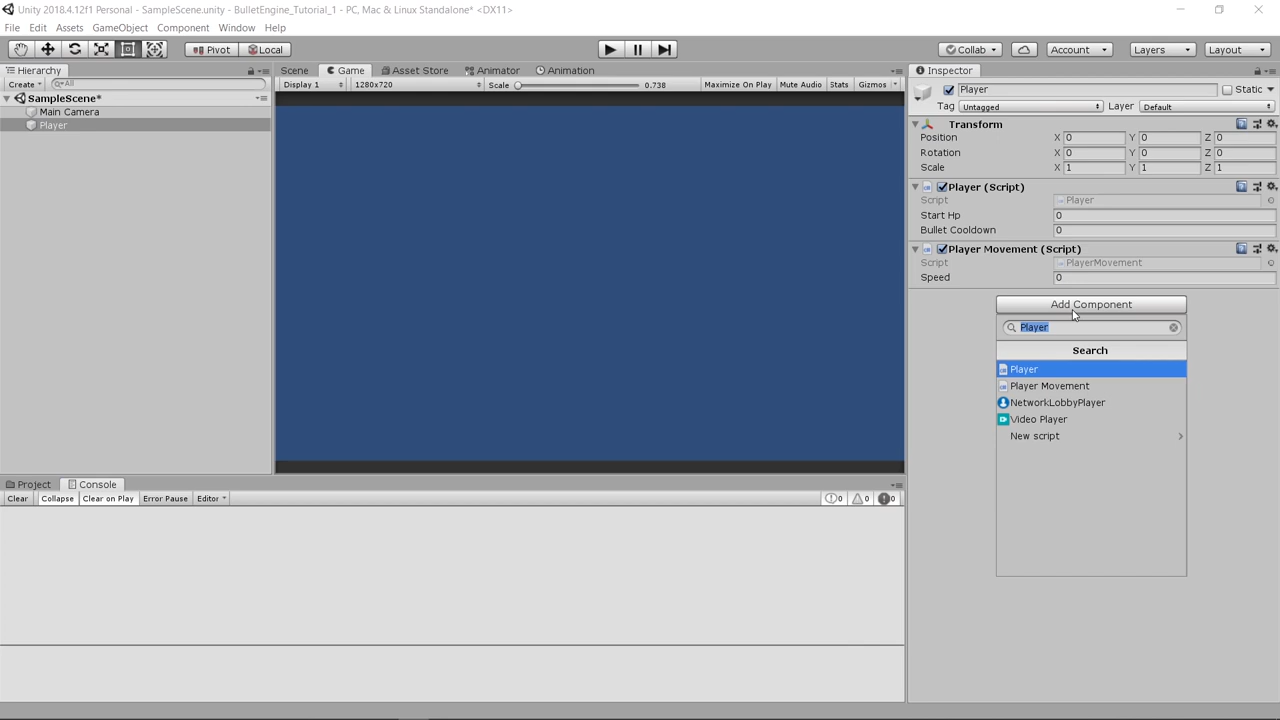 Unity 2018.4.12f1 Personal - SampleScene.unity - BulletEngine_Tutorial_1 - PC, Mac & Linux Standalone* <DX11>
File Edit Assets GameObject Component Window Help
Pivot Local Collab Account Layers Layout
Hierarchy Scene Game Asset Store Animator Animation Inspector
Create All Display 1 1280x720 Scale 0.738 Maximize On Play Mute Audio Stats Gizmos Player Static
SampleScene*
Tag Untagged Layer Default
Main Camera
Player
Transform
Position X 0 Y 0 Z 0
Rotation X 0 Y 0 Z 0
Scale X 1 Y 1 Z 1
Player (Script)
Script Player
Start Hp 0
Bullet Cooldown 0
Player Movement (Script)
Script PlayerMovement
Speed 0
Add Component
Player
Search
Player
Player Movement
NetworkLobbyPlayer
Video Player
New script
Project Console
Clear Collapse Clear on Play Error Pause Editor 0 0 0